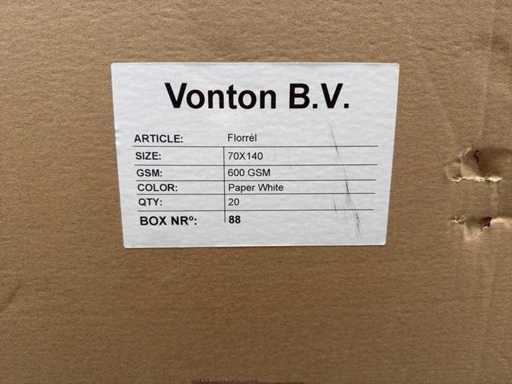 Vonton B.V.
ARTICLE: Florrél
SIZE: 70X140
GSM: 600 GSM
COLOR: Paper White
QTY: 20
BOX NRº: 88